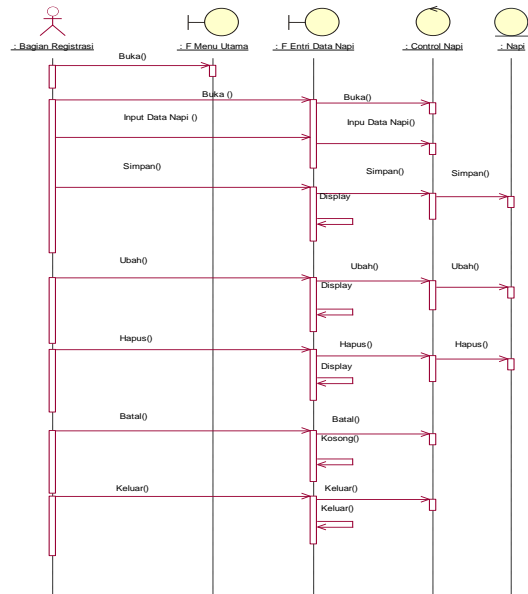 : Bagian Registrasi
: F Menu Utama
: F Entri Data Napi
: Control Napi
: Napi
Buka()
Buka ()
Buka()
Input Data Napi ()
Inpu Data Napi()
Simpan()
Simpan()
Simpan()
Display
Ubah()
Ubah()
Ubah()
Display
Hapus()
Hapus()
Hapus()
Display
Batal()
Batal()
Kosong()
Keluar()
Keluar()
Keluar()